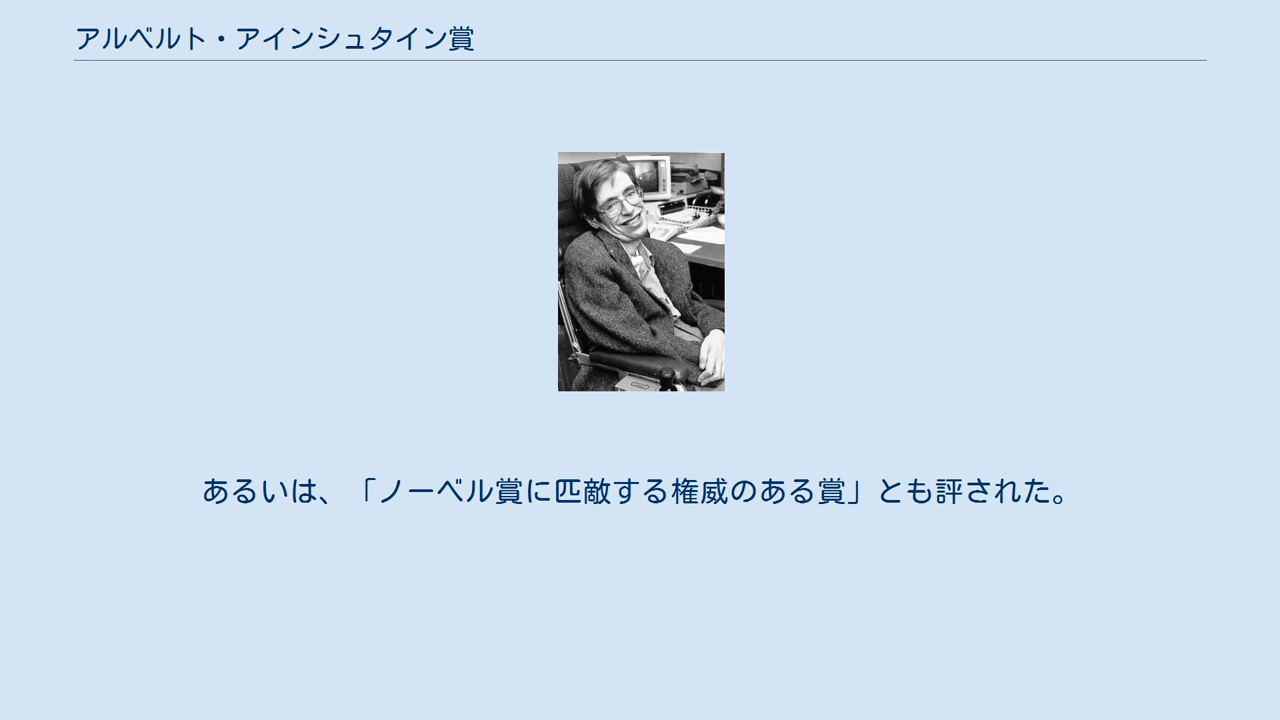 アルベルト・アインシュタイン賞
あるいは、「ノーベル賞に匹敵する権威のある賞」とも評された。